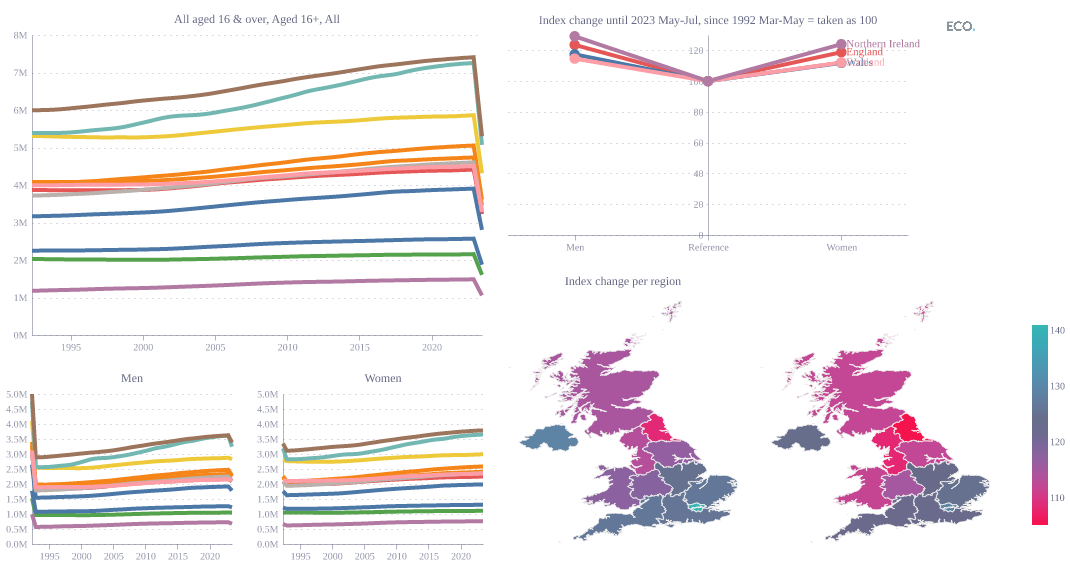 All aged 16 & over, Aged 16+, All
8M
7M
6M
5M
4M
3M
2M
1M
0M
1995 2000 2005 2010 2015 2020
Index change until 2023 May-Jul, since 1992 Mar-May = taken as 100
ECO.
120
100
80
60
40
20
0
Northern Ireland
England
Wales
Men Reference Women
Men
5.0M
4.5M
4.0M
3.5M
3.0M
2.5M
2.0M
1.5M
1.0M
0.5M
0.0M
1995 2000 2005 2010 2015 2020
Women
5.0M
4.5M
4.0M
3.5M
3.0M
2.5M
2.0M
1.5M
1.0M
0.5M
0.0M
1995 2000 2005 2010 2015 2020
Index change per region
140
130
120
110